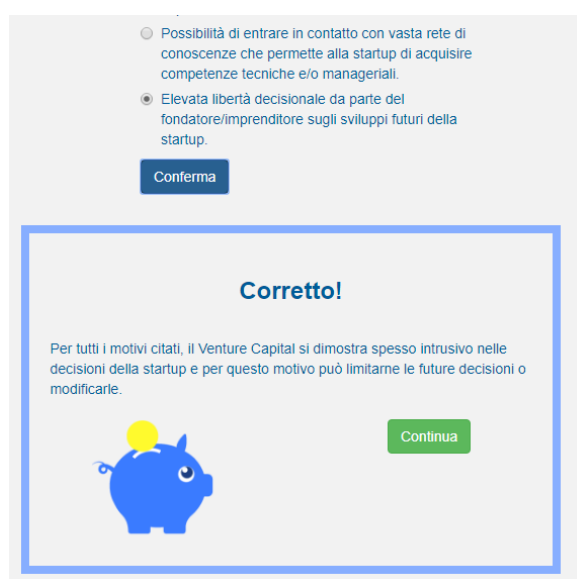 Possibilità di entrare in contatto con vasta rete di
conoscenze che permette alla startup di acquisire
competenze tecniche e/o manageriali.
Elevata libertà decisionale da parte del
fondatore/imprenditore sugli sviluppi futuri della
startup.
Conferma
Corretto!
Per tutti i motivi citati, il Venture Capital si dimostra spesso intrusivo nelle
decisioni della startup e per questo motivo può limitarne le future decisioni o
modificarle.
Continua